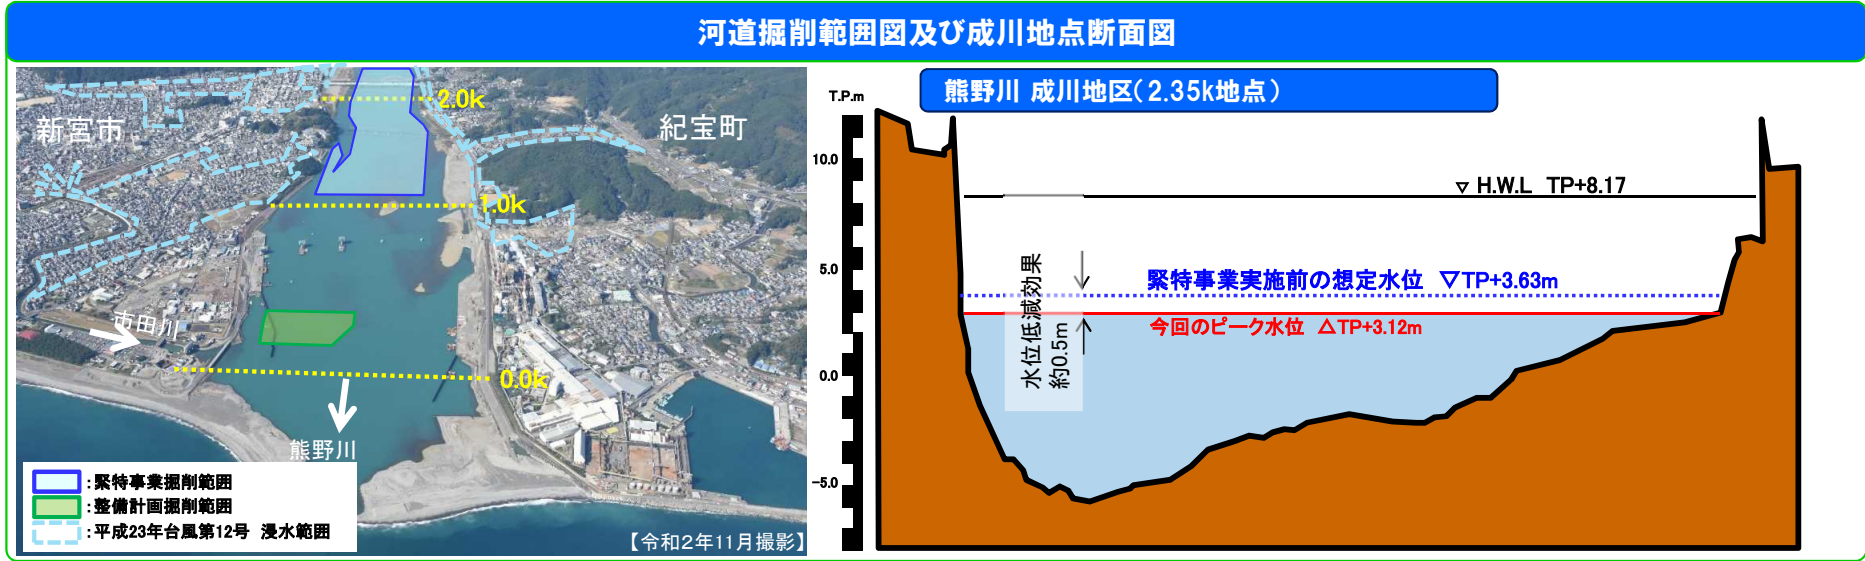 河道掘削範囲図及び成川地点断面図
新宮市
紀宝町
2.0k
1.0k
市田川
0.0k
熊野川
:緊特事業掘削範囲
:整備計画掘削範囲
:平成23年台風第12号 浸水範囲
【令和2年11月撮影】
熊野川 成川地区(2.35k地点)
T.P.m
10.0
5.0
0.0
-5.0
▽ H.W.L TP+8.17
緊特事業実施前の想定水位 ▽TP+3.63m
今回のピーク水位 △TP+3.12m
水位低減効果
約0.5m